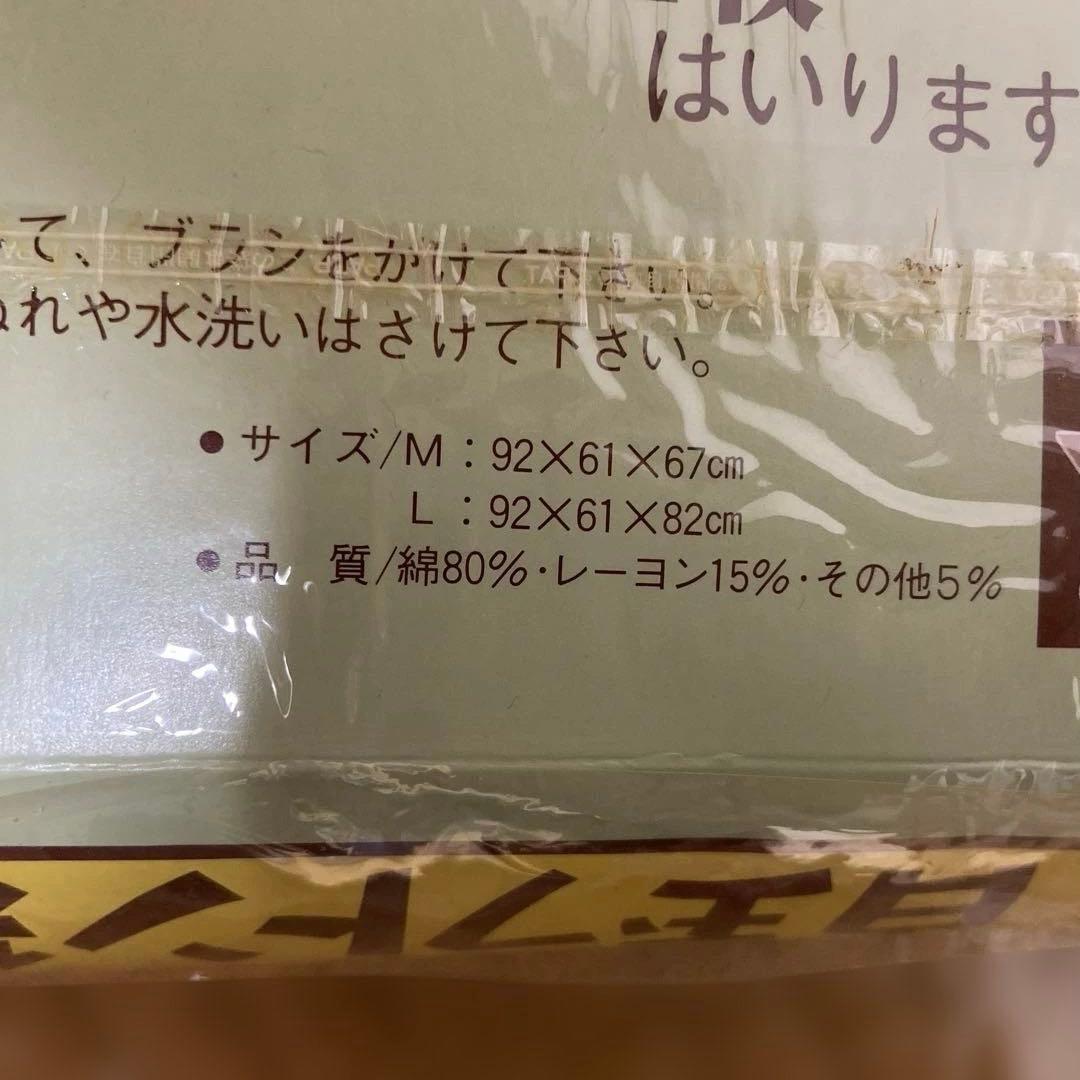 はいります
て、ブラシをかけて下さい。
ぬれや水洗いはさけて下さい。
●サイズ/M：92×61×67cm
L：92×61×82cm
●品　質/綿80%・レーヨン15%・その他5%